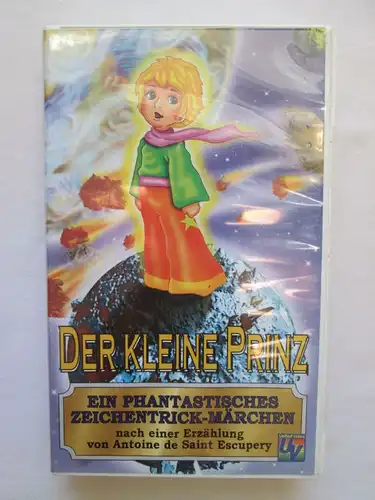 DER KLEINE PRINZ
EIN PHANTASTISCHES
ZEICHENTRICK-MÄRCHEN
nach einer Erzählung
von Antoine de Saint Escupery